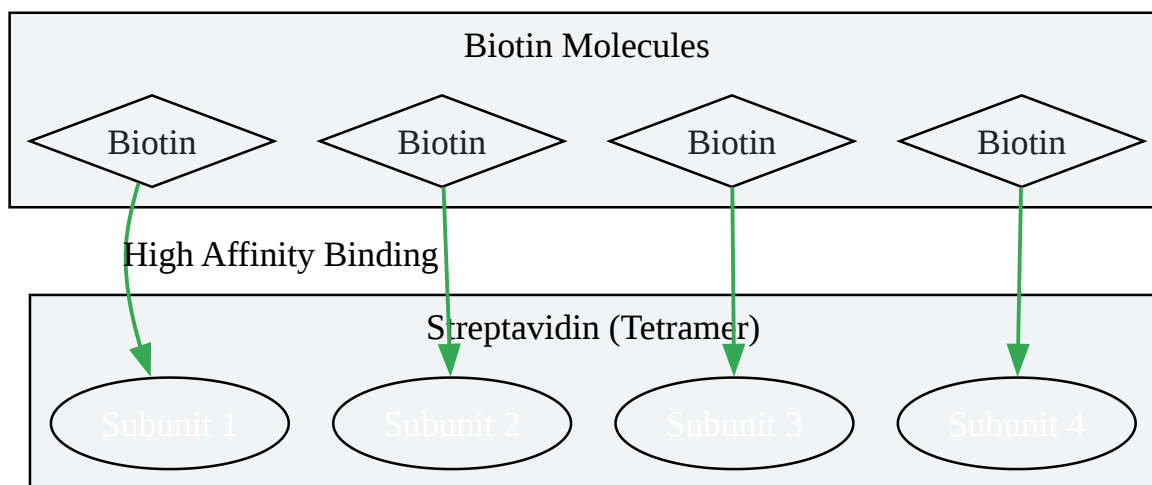 Biotin Molecules
Biotin Biotin Biotin Biotin
High Affinity Binding
Streptavidin (Tetramer)
Subunit 1 Subunit 2 Subunit 3 Subunit 4